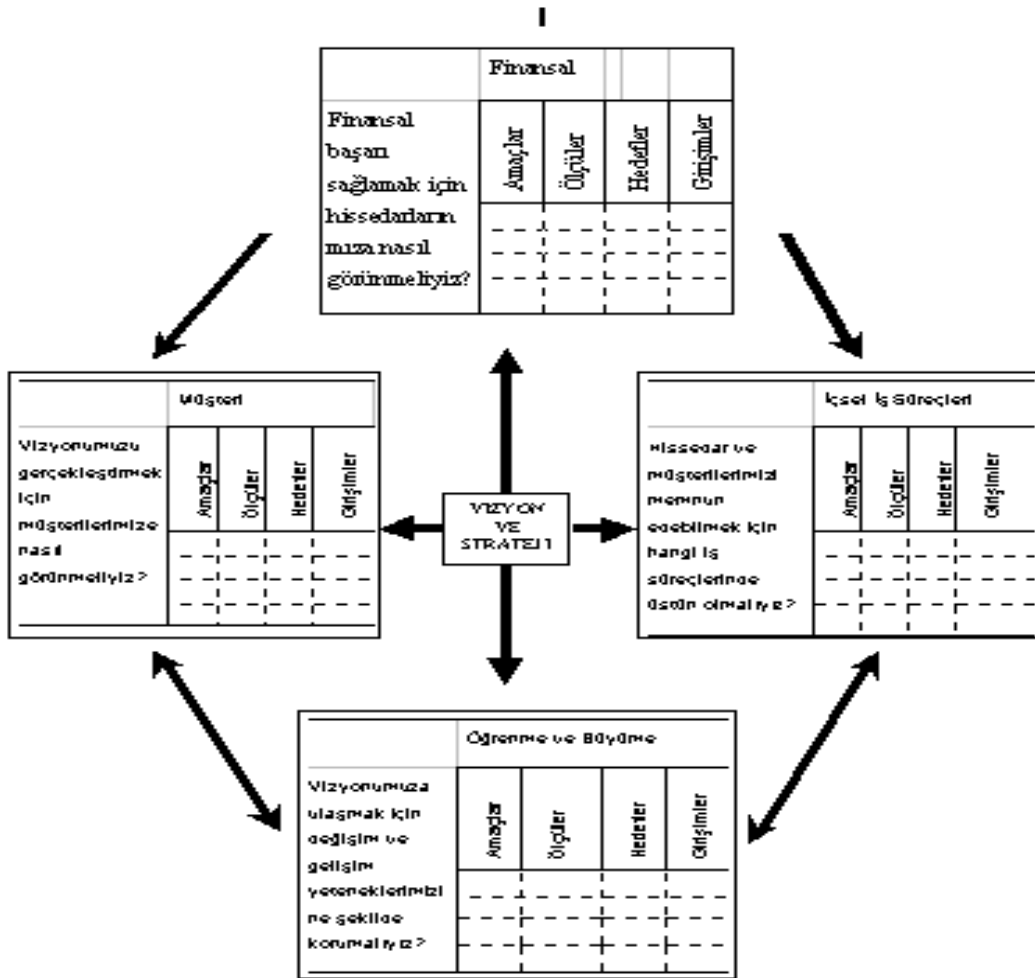 Finansal
Finansal
başarı
sağlamak için
hissedarların
mıza nasıl
görünmeliyiz?
Amaçlar
Ölçüler
Hedefler
Girişimler
Müşteri
Vizyonumuzu
gerçekleştirmek
için
müşterilerimize
nasıl
görünmeliyiz?
Amaçlar
Ölçüler
Hedefler
Girişimler
VİZYON
VE
STRATEJİ
İçsel İş Süreçleri
Hissedar ve
müşterilerimizi
memnun
edebilmek için
hangi iş
süreçlerinde
üstün olmalıyız?
Amaçlar
Ölçüler
Hedefler
Girişimler
Öğrenme ve Büyüme
Vizyonumuza
ulaşmak için
değişim ve
gelişim
yeteneklerimizi
ne şekilde
korumalıyız?
Amaçlar
Ölçüler
Hedefler
Girişimler